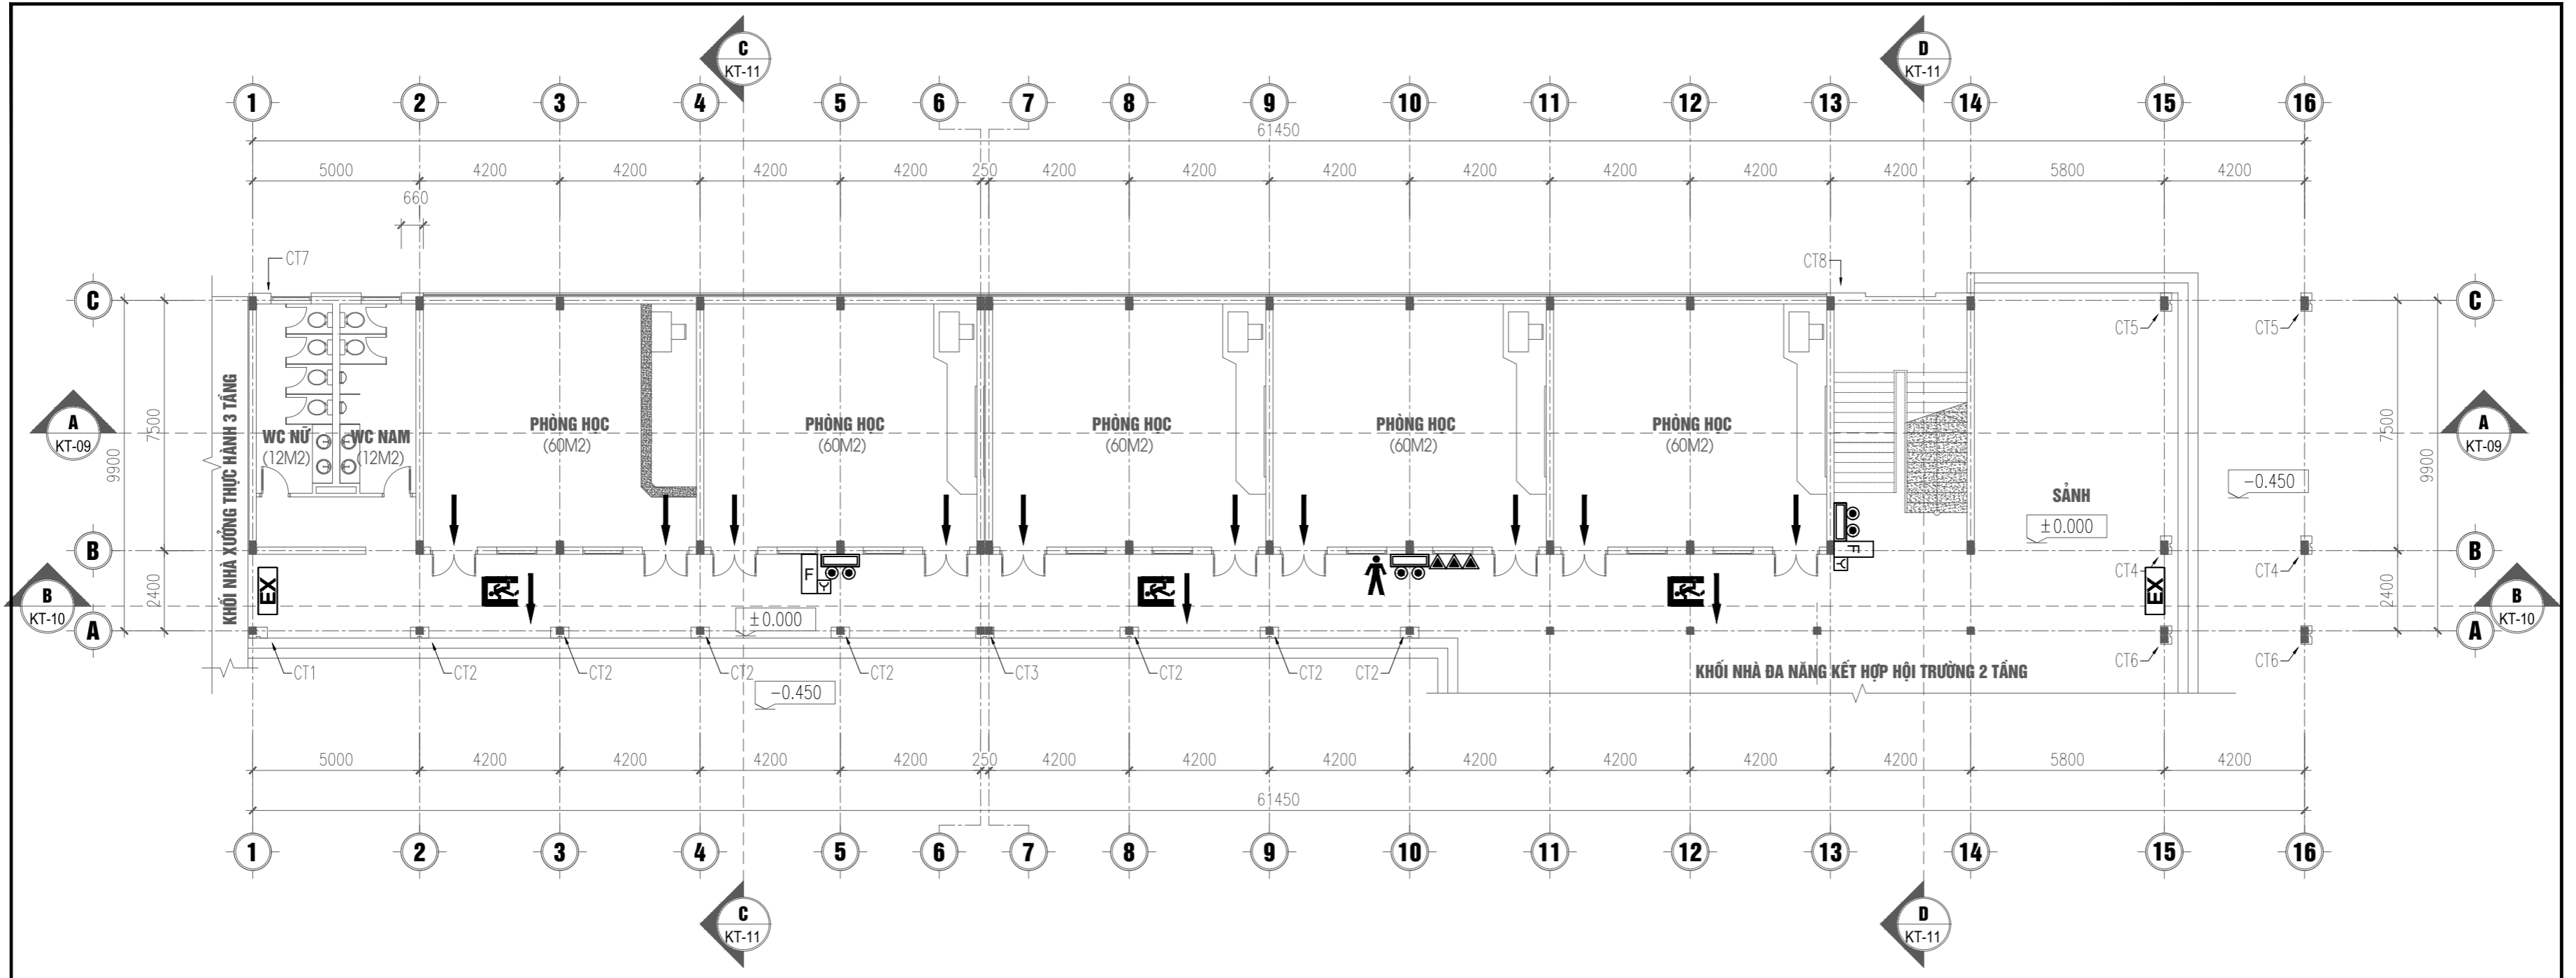 C
KT-11
D
KT-11
1 2 3 4 5 6 7 8 9 10 11 12 13 14 15 16
61450
5000 4200 4200 4200 4200 250 4200 4200 4200 4200 4200 4200 4200 5800 4200
660
CT7
CT8
C
C
CT5
CT5
KHỐI NHÀ XƯỞNG THỰC HÀNH 3 TẦNG
7500
9900
2400
7500
9900
2400
A
KT-09
A
KT-09
WC NỮ
(12M2)
WC NAM
(12M2)
PHÒNG HỌC
(60M2)
PHÒNG HỌC
(60M2)
PHÒNG HỌC
(60M2)
PHÒNG HỌC
(60M2)
PHÒNG HỌC
(60M2)
SẢNH
±0.000
-0.450
B
B
F
F
CT4
CT4
EX
EX
B
KT-10
B
KT-10
±0.000
A
A
CT1 CT2 CT2 CT2 CT2 CT3 CT2 CT2 CT2
CT6
CT6
KHỐI NHÀ ĐA NĂNG KẾT HỢP HỘI TRƯỜNG 2 TẦNG
-0.450
5000 4200 4200 4200 4200 250 4200 4200 4200 4200 4200 4200 4200 5800 4200
61450
1 2 3 4 5 6 7 8 9 10 11 12 13 14 15 16
C
KT-11
D
KT-11